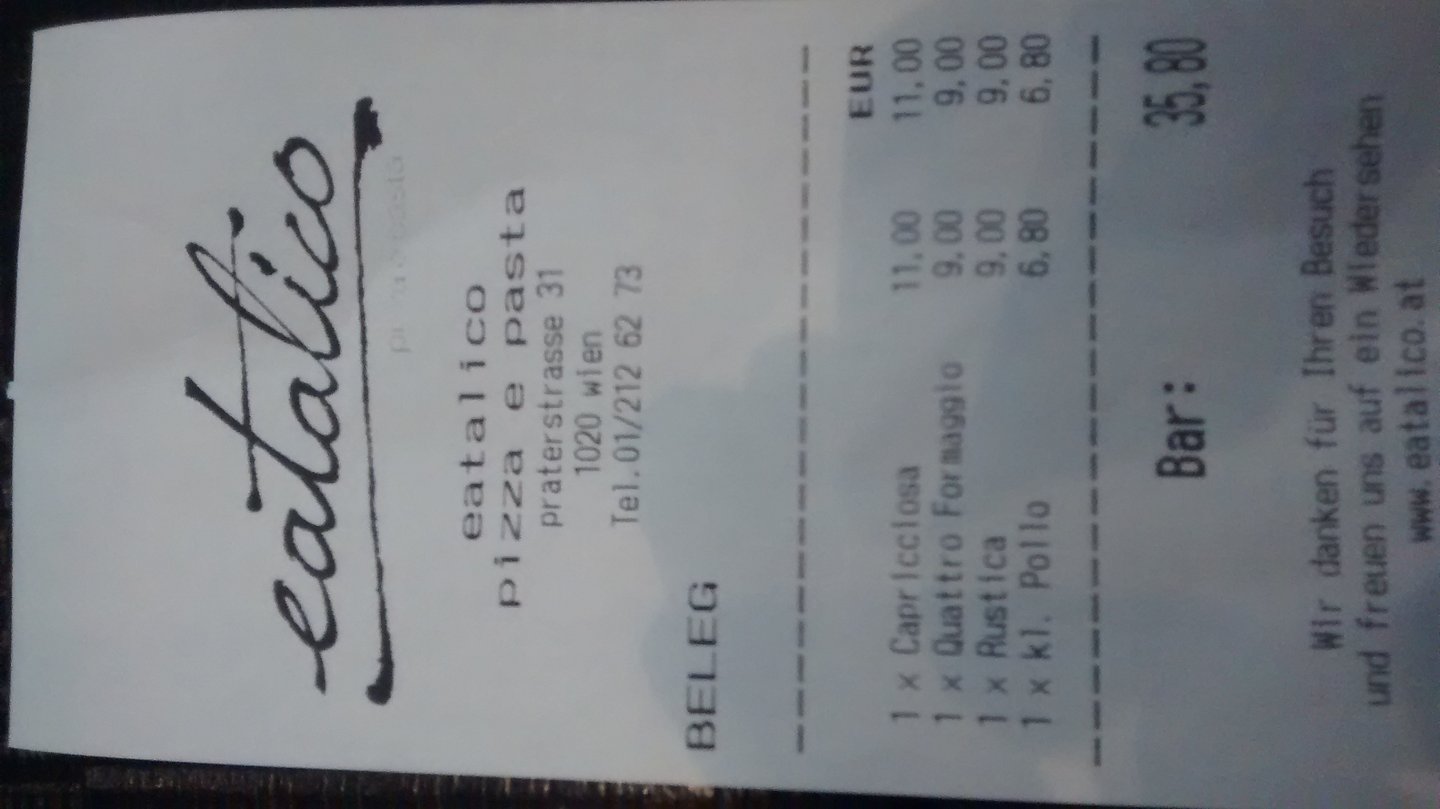 eatalico
pizza e pasta
eatalico
pizza e pasta
praterstrasse 31
1020 wien
Tel.01/212 62 73
BELEG
EUR
1 x Capricciosa 11,00 11,00
1 x Quattro Formaggio 9,00 9,00
1 x Rustica 9,00 9,00
1 x kl. Pollo 6,80 6,80
Bar: 35,80
Wir danken für Ihren Besuch
und freuen uns auf ein Wiedersehen
www.eatalico.at